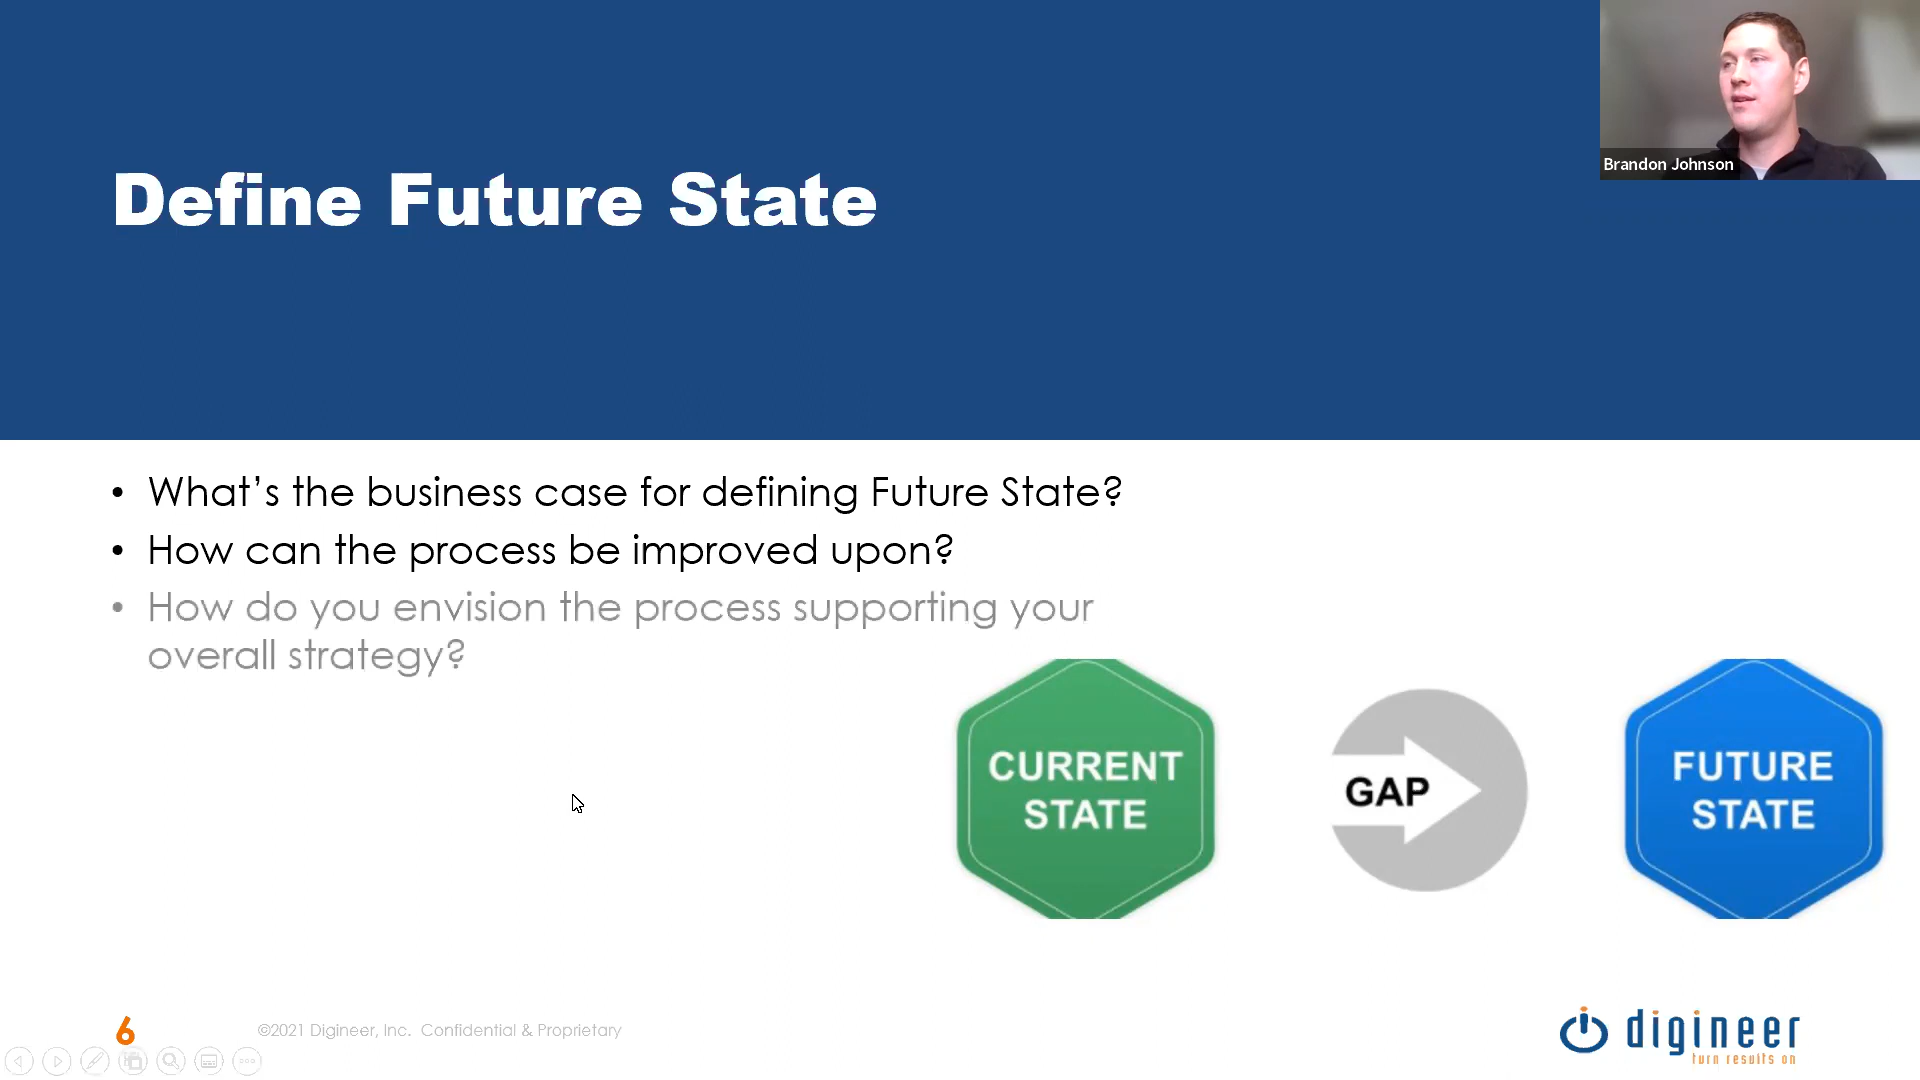 Brandon Johnson
Define Future State
• What's the business case for defining Future State?
• How can the process be improved upon?
• How do you envision the process supporting your
overall strategy?
CURRENT
STATE
GAP
FUTURE
STATE
6
©2021 Digineer, Inc. Confidential & Proprietary
digineer
turn results on